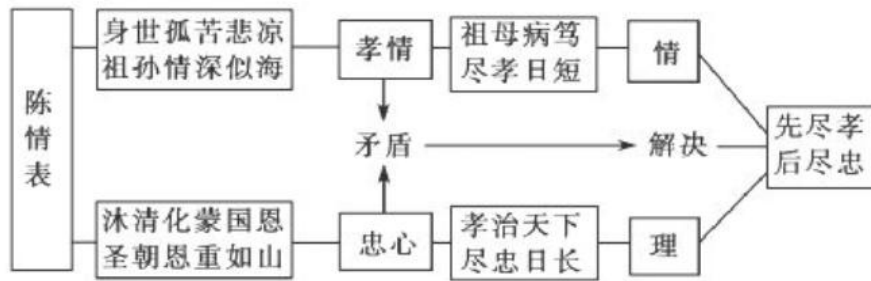 陈情表
身世孤苦悲凉
祖孙情深似海
孝情
祖母病笃
尽孝日短
情
矛盾
解决
先尽孝
后尽忠
沐清化蒙国恩
圣朝恩重如山
忠心
孝治天下
尽忠日长
理